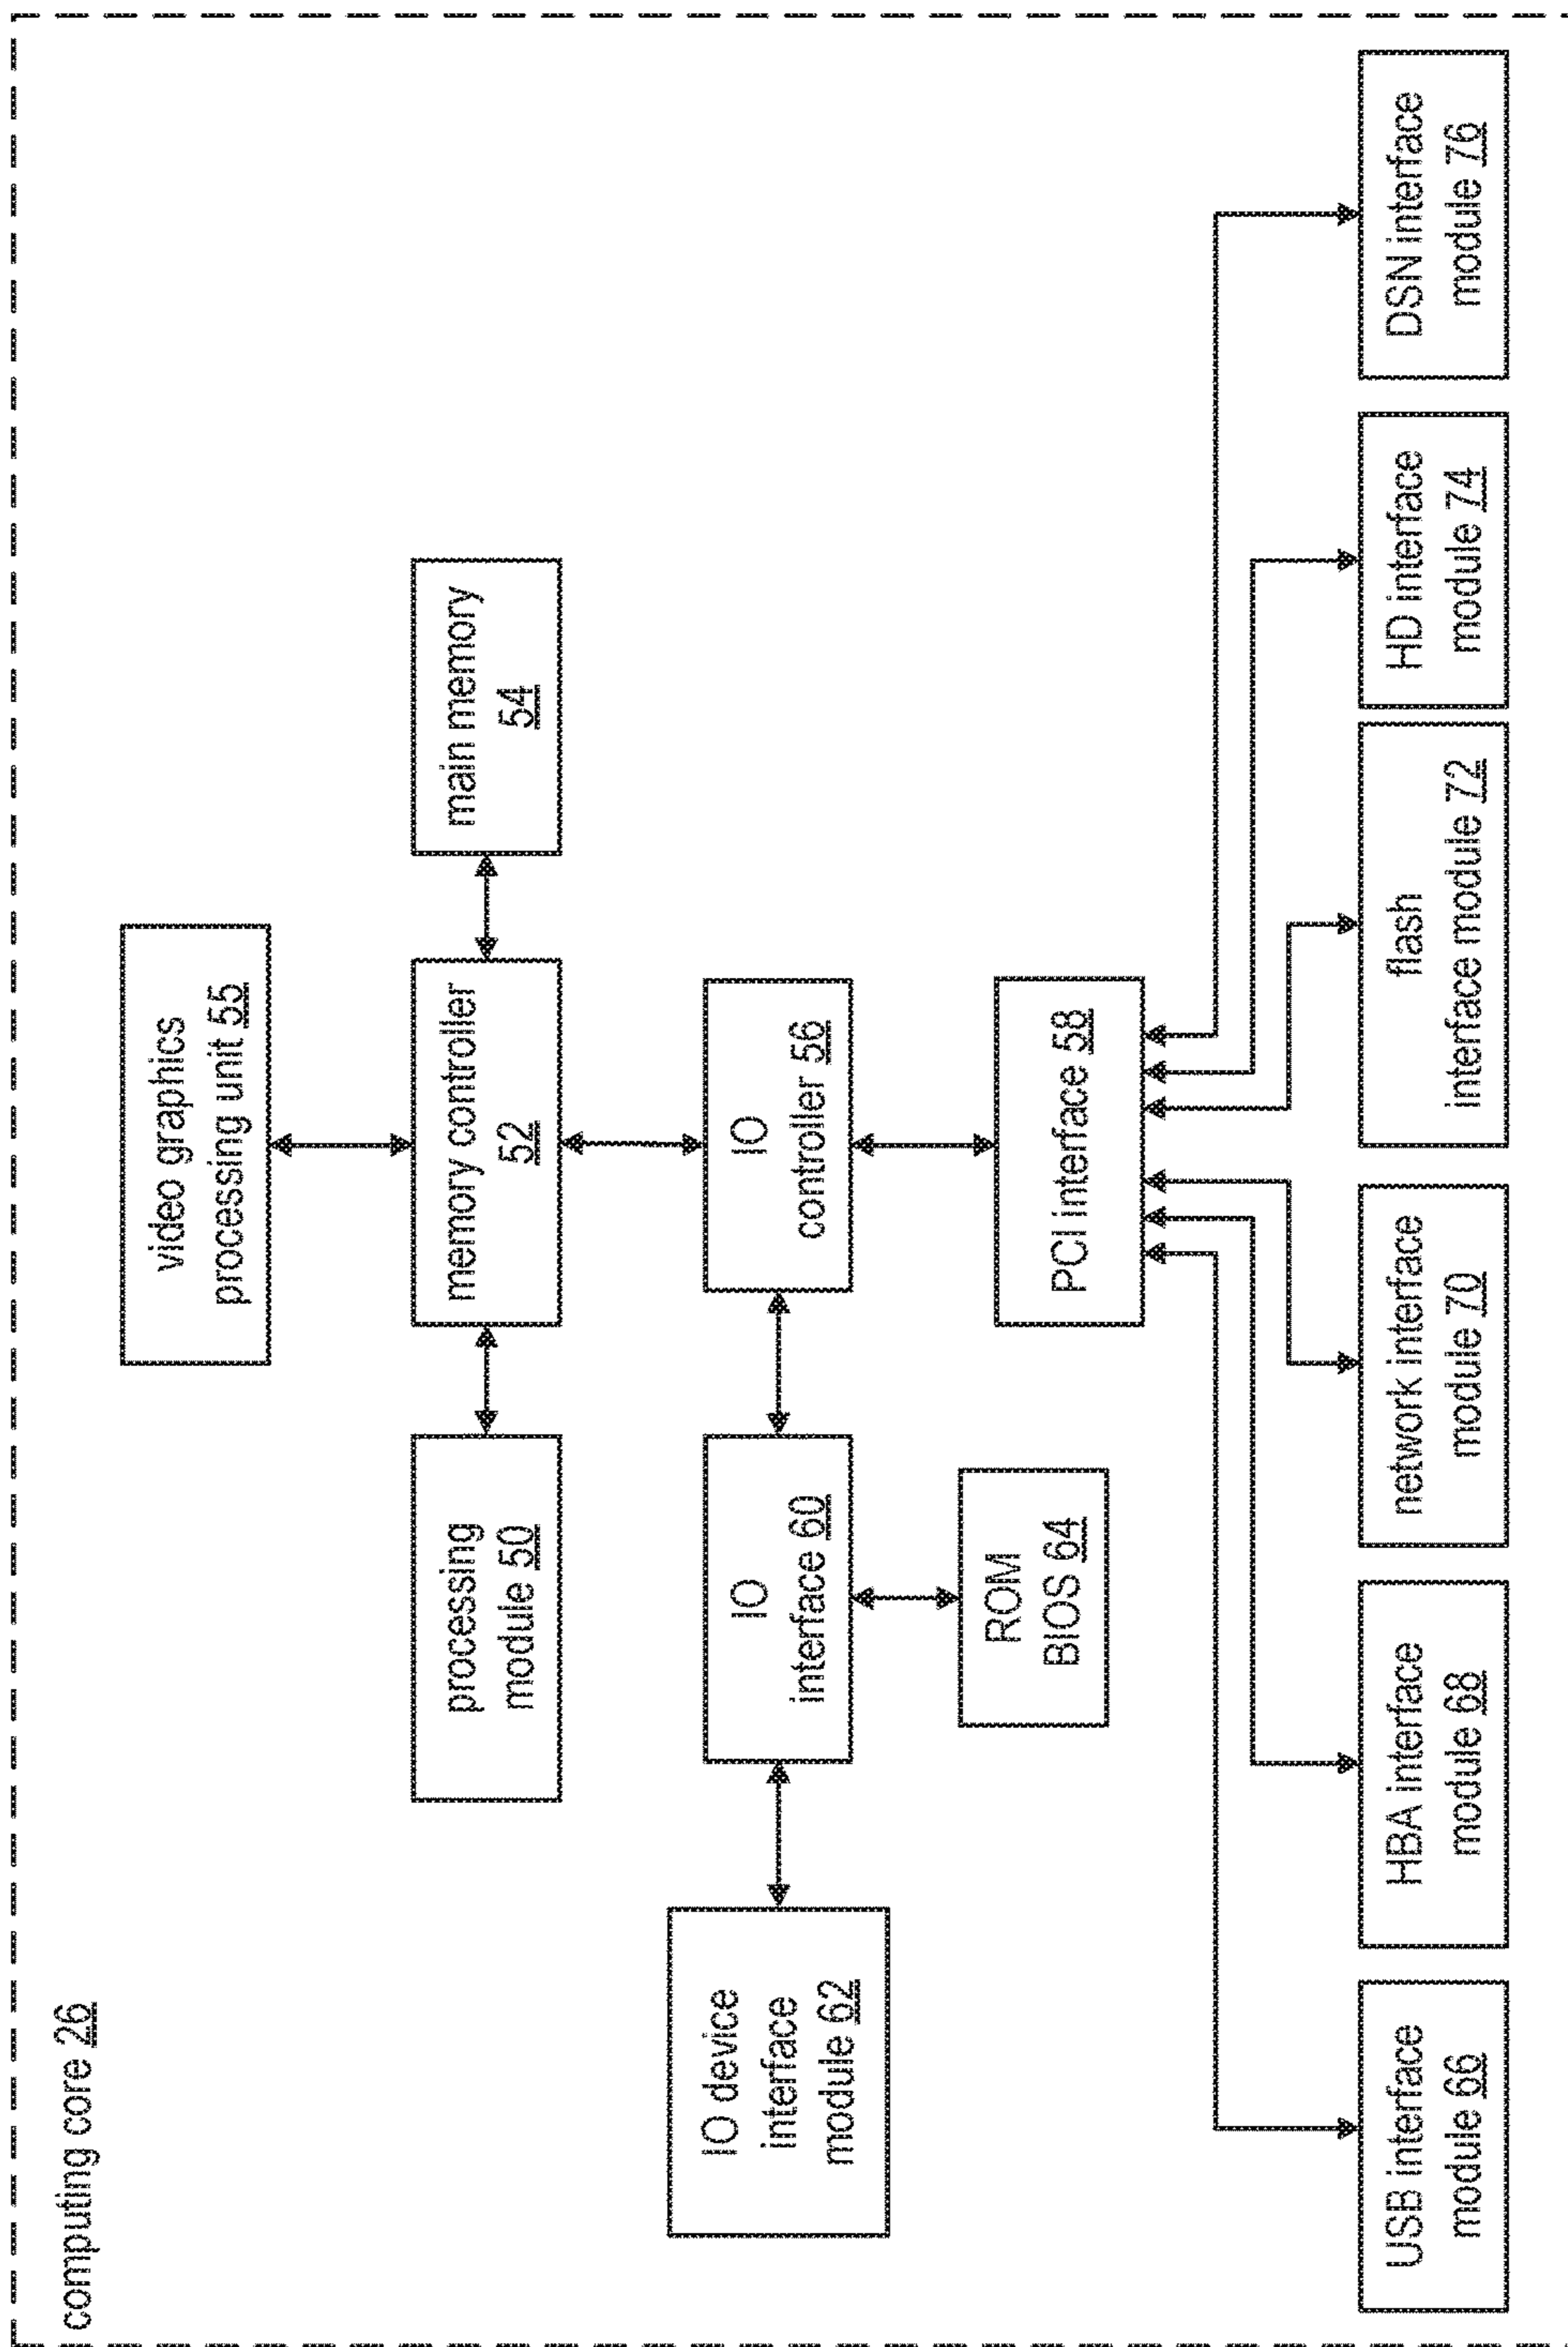 computing core 26
video graphics
processing unit 55
processing
module 50
memory controller
52
main memory
54
IO device
interface
module 62
IO
interface 60
IO
controller 56
ROM
BIOS 64
PCI interface 58
USB interface
module 66
HBA interface
module 68
network interface
module 70
flash
interface module 72
HD interface
module 74
DSN interface
module 76